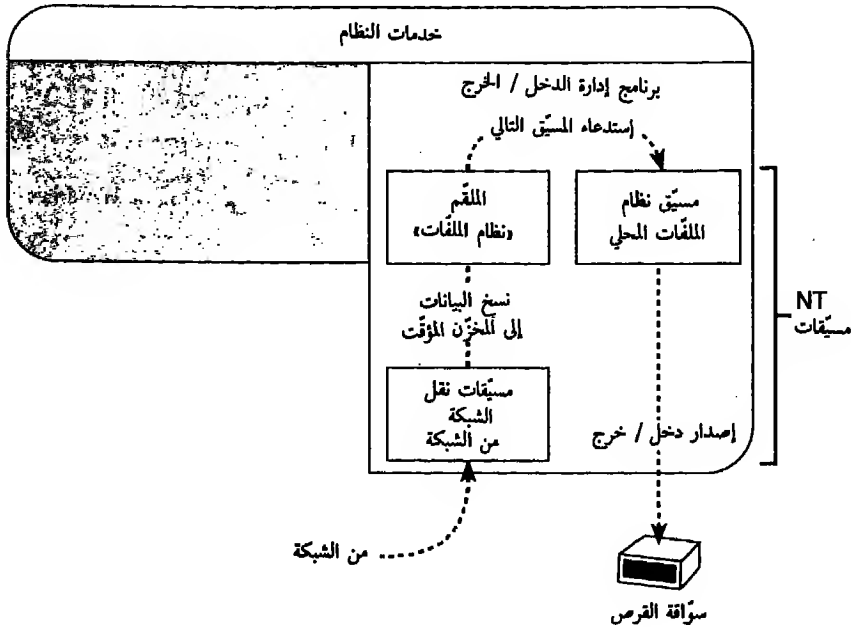 خدمات النظام
برنامج إدارة الدخل / الخرج
إستدعاء المسيّق التالي
الملقّم
«نظام الملفّات»
مسيّق نظام
الملفّات المحلي
NT
مسيّقات
نسخ البيانات
إلى المخزّن المؤقّت
مسيّقات نقل
الشبكة
من الشبكة
إصدار دخل / خرج
من الشبكة
سوّاقة القرص